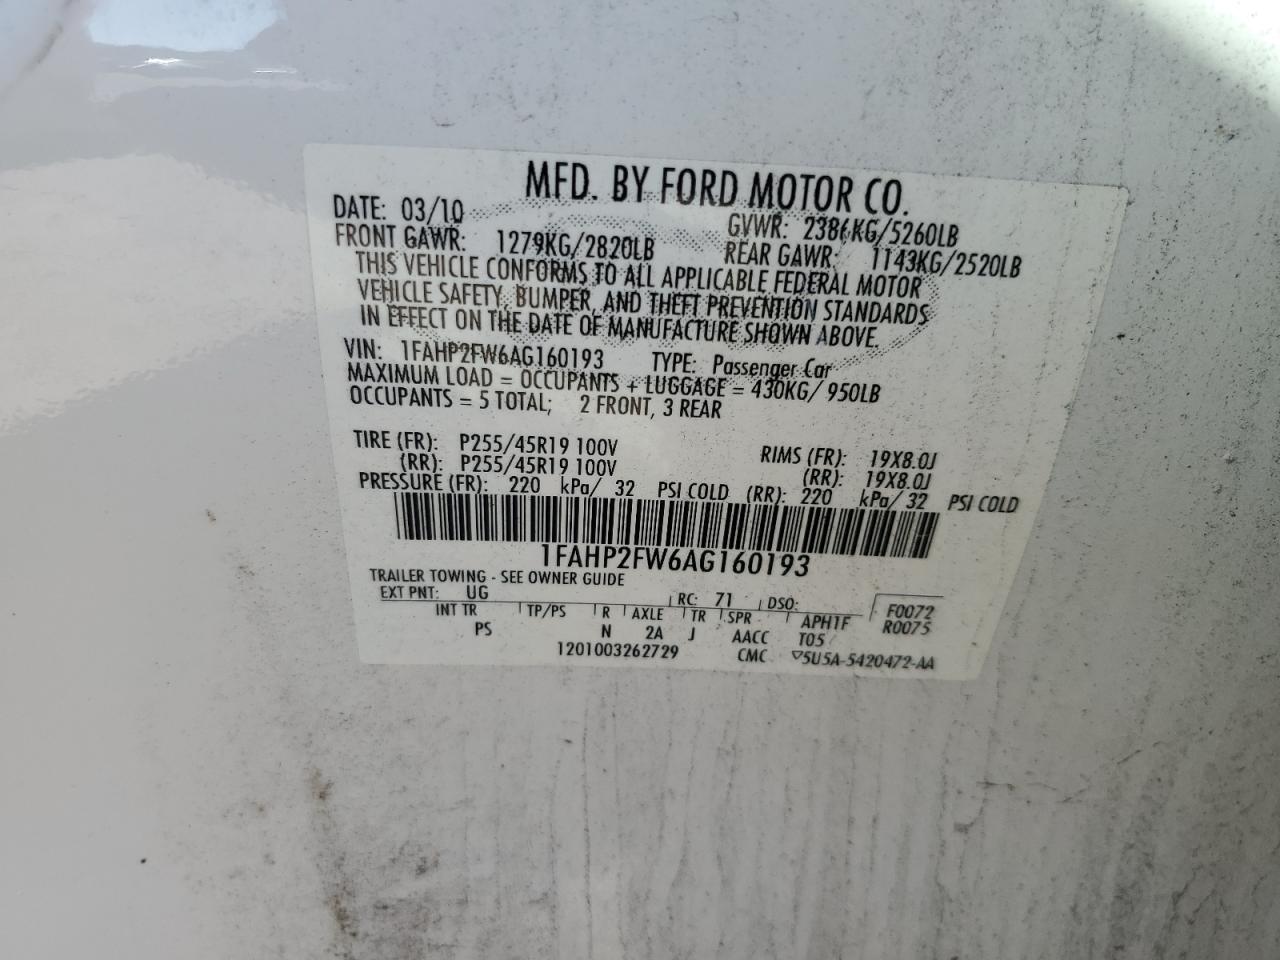 MFD. BY FORD MOTOR CO.
DATE: 03/10 GVWR: 2386KG/5260LB
FRONT GAWR: 1279KG/2820LB REAR GAWR: 1143KG/2520LB
THIS VEHICLE CONFORMS TO ALL APPLICABLE FEDERAL MOTOR
VEHICLE SAFETY, BUMPER, AND THEFT PREVENTION STANDARDS
IN EFFECT ON THE DATE OF MANUFACTURE SHOWN ABOVE.
VIN: 1FAHP2FW6AG160193 TYPE: Passenger Car
MAXIMUM LOAD = OCCUPANTS + LUGGAGE = 430KG/ 950LB
OCCUPANTS = 5 TOTAL; 2 FRONT, 3 REAR
TIRE (FR): P255/45R19 100V RIMS (FR): 19X8.0J
(RR): P255/45R19 100V (RR): 19X8.0J
PRESSURE (FR): 220 kPa/ 32 PSI COLD (RR): 220 kPa/ 32 PSI COLD
1FAHP2FW6AG160193
TRAILER TOWING - SEE OWNER GUIDE
EXT PNT: UG RC: 71 DSO: F0072
INT TR TP/PS R AXLE TR SPR APH1F R0075
PS N 2A J AACC T05
1201003262729 CMC ▽5U5A-5420472-AA